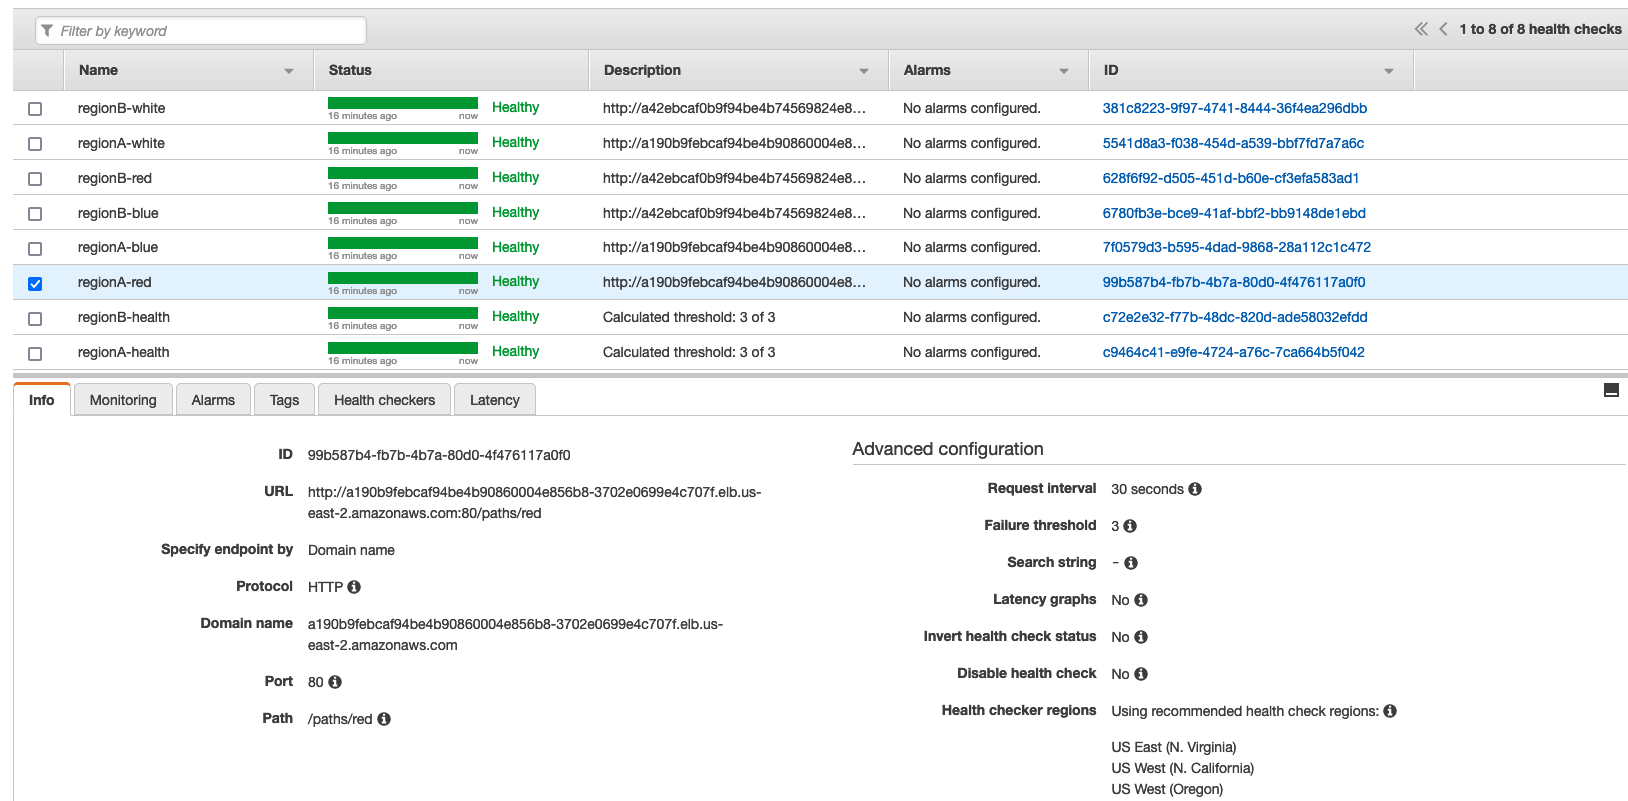 Filter by keyword
1 to 8 of 8 health checks
Name Status Description Alarms ID
regionB-white 16 minutes ago now Healthy http://a42ebcaf0b9f94be4b74569824e8... No alarms configured. 381c8223-9f97-4741-8444-36f4ea296dbb
regionA-white 16 minutes ago now Healthy http://a190b9febcaf94be4b90860004e8... No alarms configured. 5541d8a3-f038-454d-a539-bbf7fd7a7a6c
regionB-red 16 minutes ago now Healthy http://a42ebcaf0b9f94be4b74569824e8... No alarms configured. 628f6f92-d505-451d-b60e-cf3efa583ad1
regionB-blue 16 minutes ago now Healthy http://a42ebcaf0b9f94be4b74569824e8... No alarms configured. 6780fb3e-bce9-41af-bbf2-bb9148de1ebd
regionA-blue 16 minutes ago now Healthy http://a190b9febcaf94be4b90860004e8... No alarms configured. 7f0579d3-b595-4dad-9868-28a112c1c472
regionA-red 16 minutes ago now Healthy http://a190b9febcaf94be4b90860004e8... No alarms configured. 99b587b4-fb7b-4b7a-80d0-4f476117a0f0
regionB-health 16 minutes ago now Healthy Calculated threshold: 3 of 3 No alarms configured. c72e2e32-f77b-48dc-820d-ade58032efdd
regionA-health 16 minutes ago now Healthy Calculated threshold: 3 of 3 No alarms configured. c9464c41-e9fe-4724-a76c-7ca664b5f042
Info Monitoring Alarms Tags Health checkers Latency
ID 99b587b4-fb7b-4b7a-80d0-4f476117a0f0
URL http://a190b9febcaf94be4b90860004e856b8-3702e0699e4c707f.elb.us-
east-2.amazonaws.com:80/paths/red
Specify endpoint by Domain name
Protocol HTTP
Domain name a190b9febcaf94be4b90860004e856b8-3702e0699e4c707f.elb.us-
east-2.amazonaws.com
Port 80
Path /paths/red
Advanced configuration
Request interval 30 seconds
Failure threshold 3
Search string -
Latency graphs No
Invert health check status No
Disable health check No
Health checker regions Using recommended health check regions:
US East (N. Virginia)
US West (N. California)
US West (Oregon)